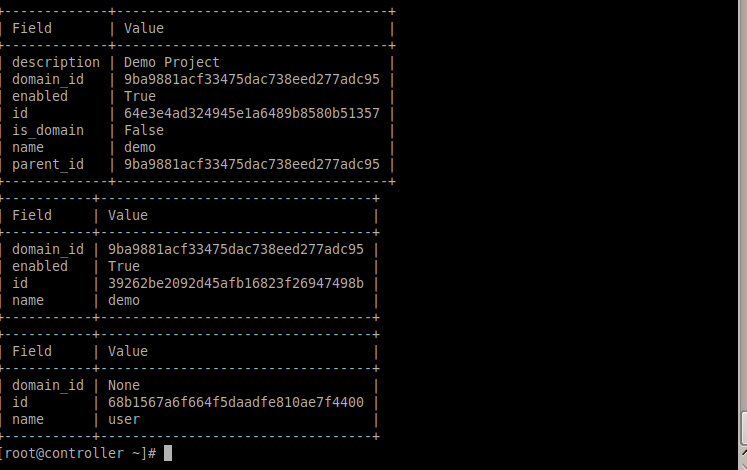 +------------+----------------------------------+
| Field      | Value                            |
+------------+----------------------------------+
| description | Demo Project                     |
| domain_id   | 9ba9881acf33475dac738eed277adc95 |
| enabled     | True                             |
| id          | 64e3e4ad324945e1a6489b8580b51357 |
| is_domain   | False                            |
| name        | demo                             |
| parent_id   | 9ba9881acf33475dac738eed277adc95 |
+-------------+----------------------------------+
+-----------+----------------------------------+
| Field     | Value                            |
+-----------+----------------------------------+
| domain_id | 9ba9881acf33475dac738eed277adc95 |
| enabled   | True                             |
| id        | 39262be2092d45afb16823f26947498b |
| name      | demo                             |
+-----------+----------------------------------+
+-----------+----------------------------------+
| Field     | Value                            |
+-----------+----------------------------------+
| domain_id | None                             |
| id        | 68b1567a6f664f5daadfe810ae7f4400 |
| name      | user                             |
+-----------+----------------------------------+
[root@controller ~]#